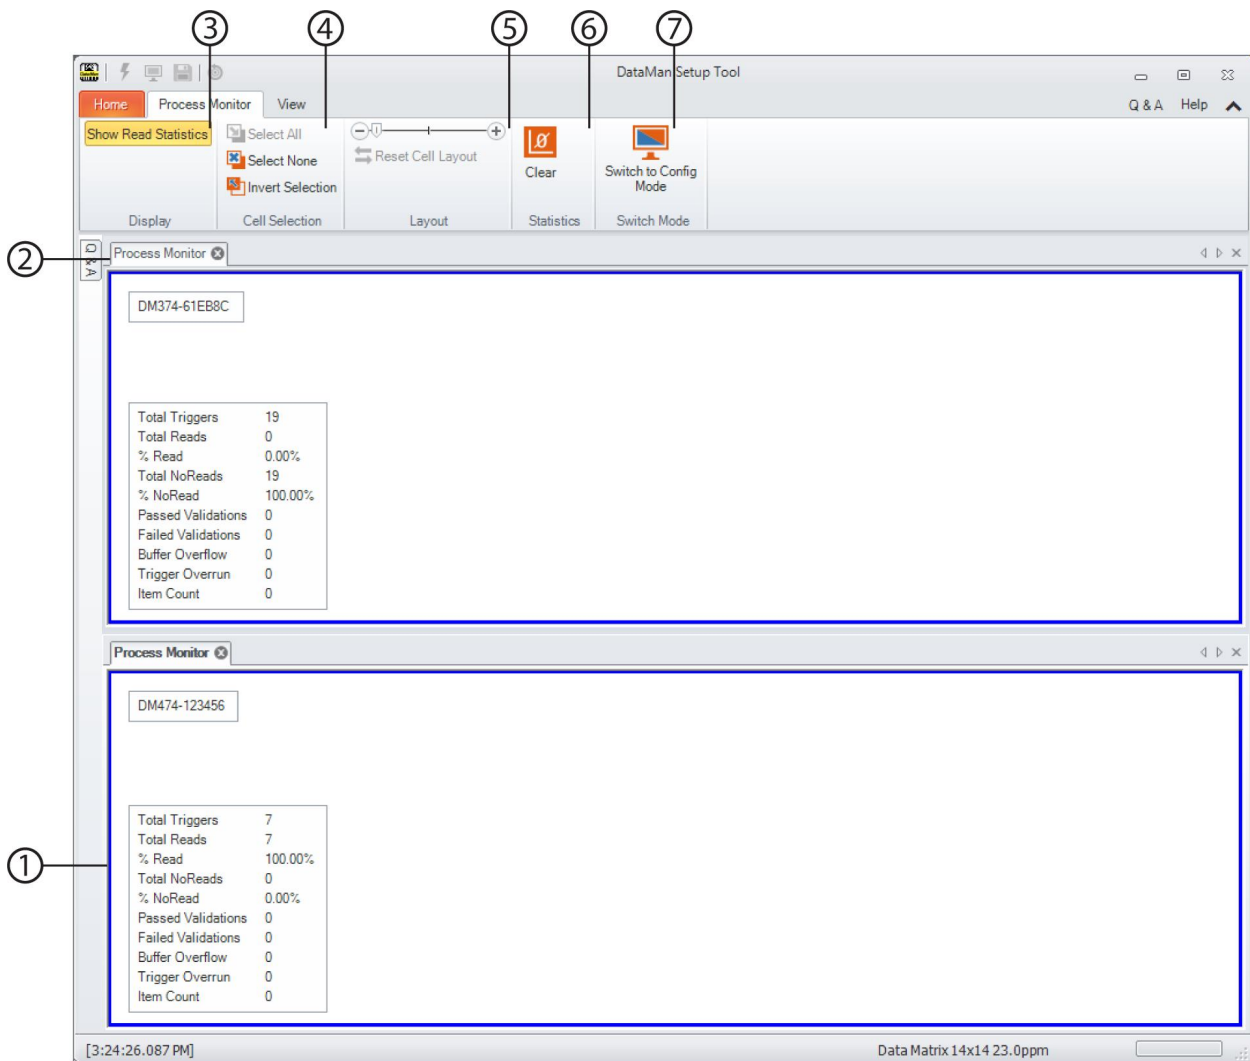 3 4 5 6 7
DataMan Setup Tool
Home Process Monitor View Q & A Help
Show Read Statistics
Display
Select All
Select None
Invert Selection
Cell Selection
Reset Cell Layout
Layout
Clear
Statistics
Switch to Config
Mode
Switch Mode
2
Q & A
Process Monitor
DM374-61EB8C
Total Triggers 19
Total Reads 0
% Read 0.00%
Total NoReads 19
% NoRead 100.00%
Passed Validations 0
Failed Validations 0
Buffer Overflow 0
Trigger Overrun 0
Item Count 0
Process Monitor
DM474-123456
1
Total Triggers 7
Total Reads 7
% Read 100.00%
Total NoReads 0
% NoRead 0.00%
Passed Validations 0
Failed Validations 0
Buffer Overflow 0
Trigger Overrun 0
Item Count 0
[3:24:26.087 PM] Data Matrix 14x14 23.0ppm